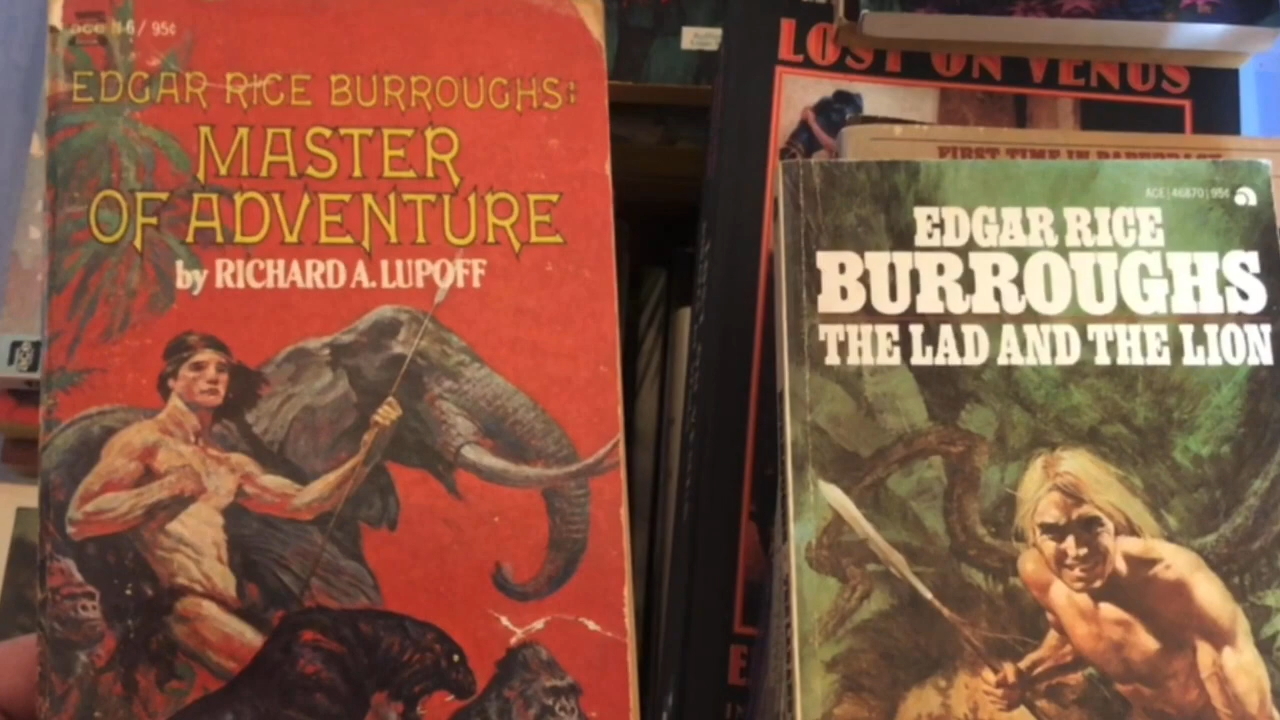 ACE N-6/95¢
EDGAR RICE BURROUGHS:
MASTER
OF ADVENTURE
by RICHARD A. LUPOFF
LOST ON VENUS
FIRST TIME IN PAPERBACK
ACE 46870 95¢
EDGAR RICE
BURROUGHS
THE LAD AND THE LION